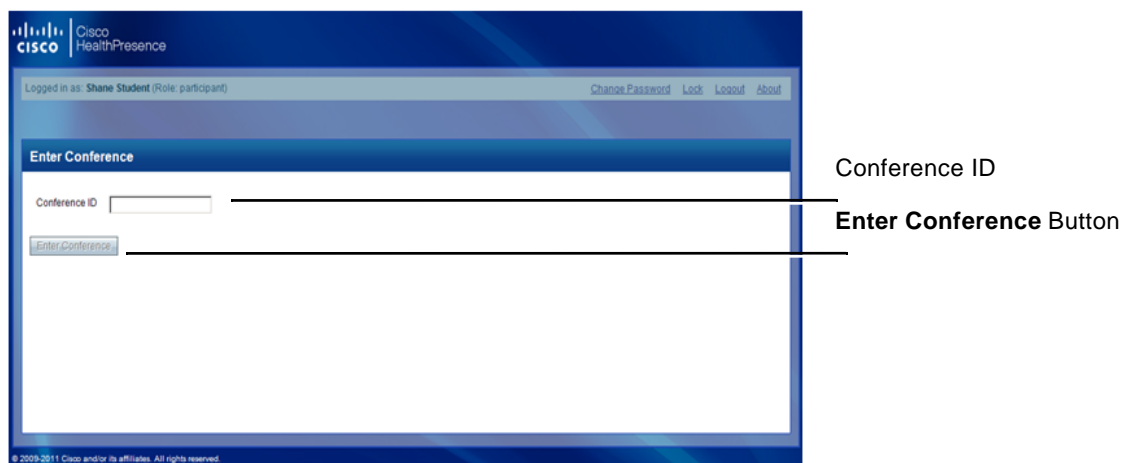 Cisco
CISCO HealthPresence
Logged in as: Shane Student (Role: participant) Change Password Lock Logout About
Enter Conference
Conference ID
Enter Conference
Conference ID
Enter Conference Button
© 2009-2011 Cisco and/or its affiliates. All rights reserved.